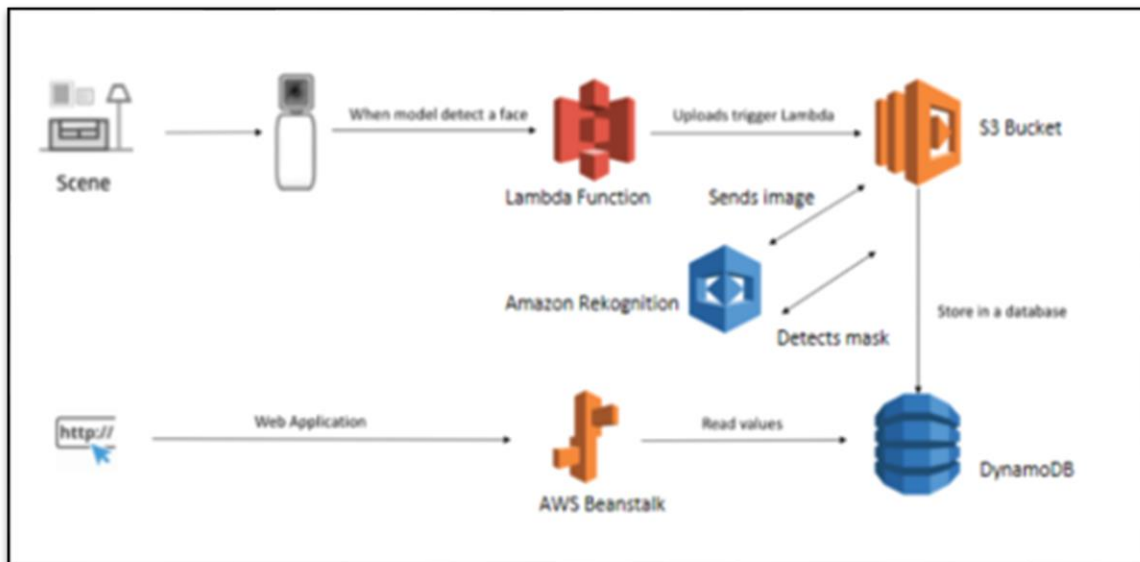 When model detect a face
Uploads trigger Lambda
S3 Bucket
Scene
Lambda Function
Sends image
Amazon Rekognition
Store in a database
Detects mask
http://
Web Application
Read values
DynamoDB
AWS Beanstalk